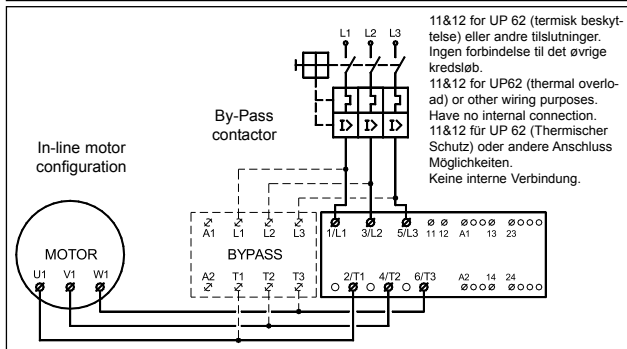 11&12 for UP 62 (termisk beskyt-
telse) eller andre tilslutninger.
Ingen forbindelse til det øvrige
kredsløb.
11&12 for UP62 (thermal overlo-
ad) or other wiring purposes.
Have no internal connection.
11&12 für UP 62 (Thermischer
Schutz) oder andere Anschluss
Möglichkeiten.
Keine interne Verbindung.
L1 L2 L3
I> I> I>
By-Pass
contactor
In-line motor
configuration
A1 L1 L2 L3
BYPASS
A2 T1 T2 T3
1/L1 3/L2 5/L3 11 12 A1 13 23
2/T1 4/T2 6/T3 A2 14 24
MOTOR
U1 V1 W1